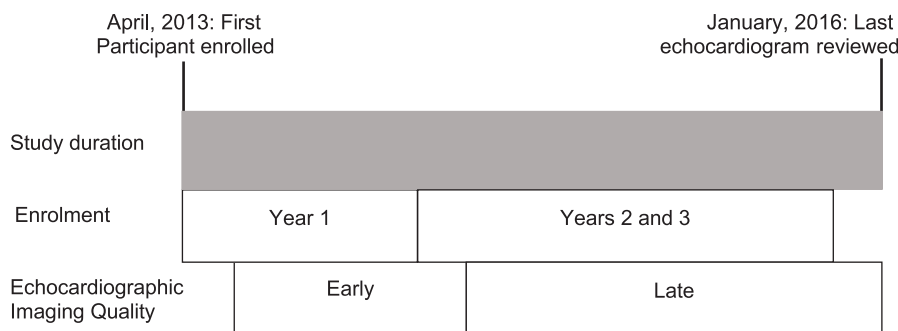 April, 2013: First
Participant enrolled
January, 2016: Last
echocardiogram reviewed
Study duration
Enrolment
Year 1
Years 2 and 3
Echocardiographic
Imaging Quality
Early
Late